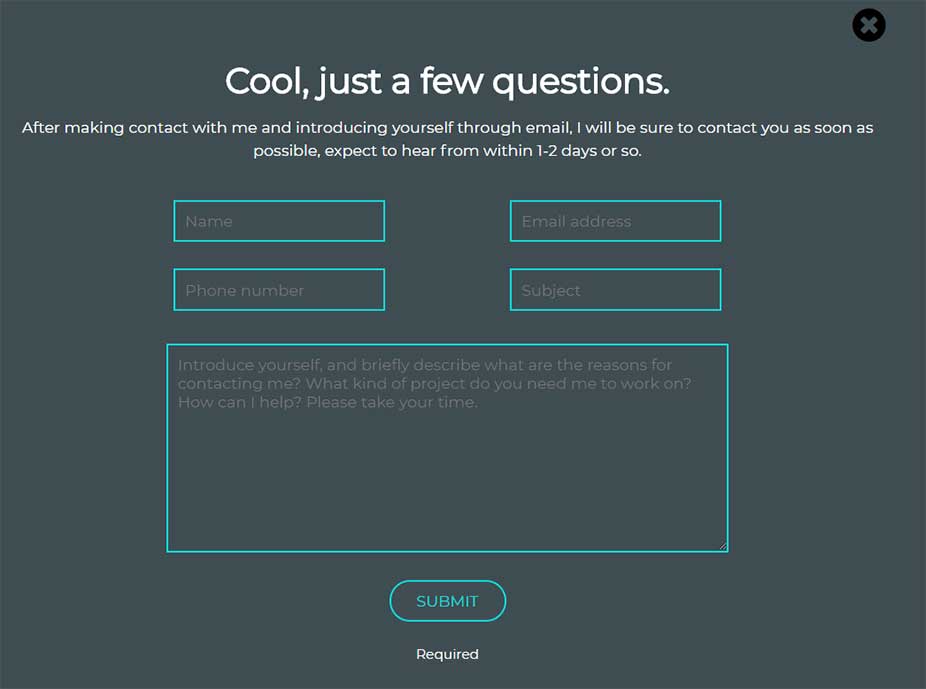 Cool, just a few questions.
After making contact with me and introducing yourself through email, I will be sure to contact you as soon as
possible, expect to hear from within 1-2 days or so.
Name
Email address
Phone number
Subject
Introduce yourself, and briefly describe what are the reasons for
contacting me? What kind of project do you need me to work on?
How can I help? Please take your time.
SUBMIT
Required